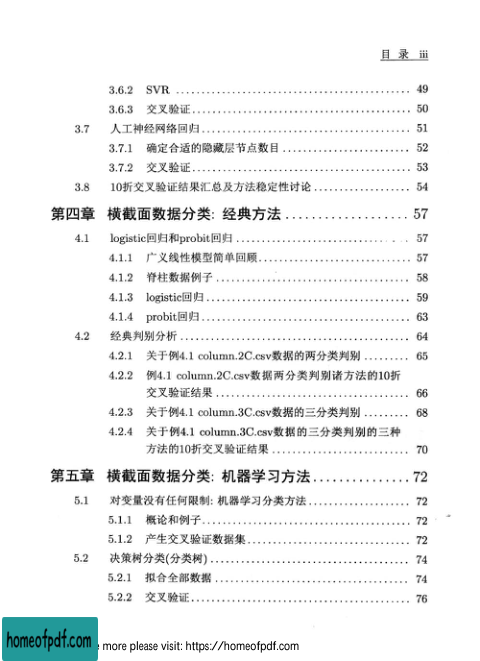 目 录 iii
3.6.2 SVR 49
3.6.3 交叉验证 50
3.7 人工神经网络回归 51
3.7.1 确定合适的隐藏层节点数目 52
3.7.2 交叉验证 53
3.8 10折交叉验证结果汇总及方法稳定性讨论 54
第四章 横截面数据分类: 经典方法 57
4.1 logistic回归和probit回归 57
4.1.1 广义线性模型简单回顾 57
4.1.2 脊柱数据例子 58
4.1.3 logistic回归 59
4.1.4 probit回归 63
4.2 经典判别分析 64
4.2.1 关于例4.1 column.2C.csv数据的两分类判别 65
4.2.2 例4.1 column.2C.csv数据两分类判别诸方法的10折
交叉验证结果 66
4.2.3 关于例4.1 column.3C.csv数据的三分类判别 68
4.2.4 关于例4.1 column.3C.csv数据的三分类判别的三种
方法的10折交叉验证结果 70
第五章 横截面数据分类: 机器学习方法 72
5.1 对变量没有任何限制: 机器学习分类方法 72
5.1.1 概论和例子 72
5.1.2 产生交叉验证数据集 72
5.2 决策树分类(分类树) 74
5.2.1 拟合全部数据 74
5.2.2 交叉验证 76
homeofpdf.com
e more please visit: https://homeofpdf.com